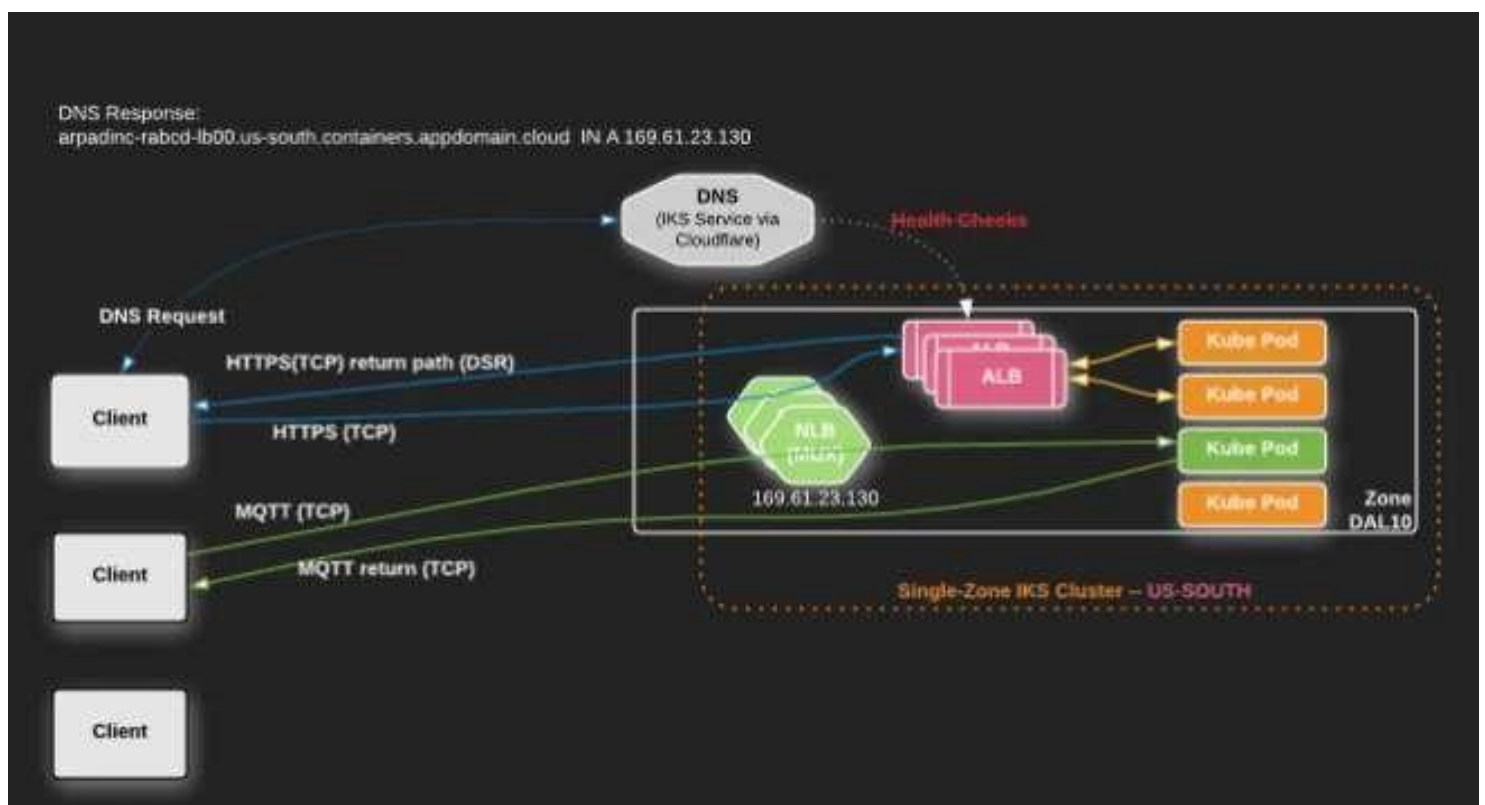 DNS Response:
arpadinc-rabcd-lb00.us-south.containers.appdomain.cloud IN A 169.61.23.130
DNS
(IKS Service via
Cloudflare)
Health Checks
DNS Request
HTTPS(TCP) return path (DSR)
HTTPS (TCP)
Client
ALB
ALB
Kube Pod
Kube Pod
Kube Pod
Kube Pod
NLB
(MUX)
169.61.23.130
Zone
DAL10
MQTT (TCP)
Client
MQTT return (TCP)
Single-Zone IKS Cluster – US-SOUTH
Client